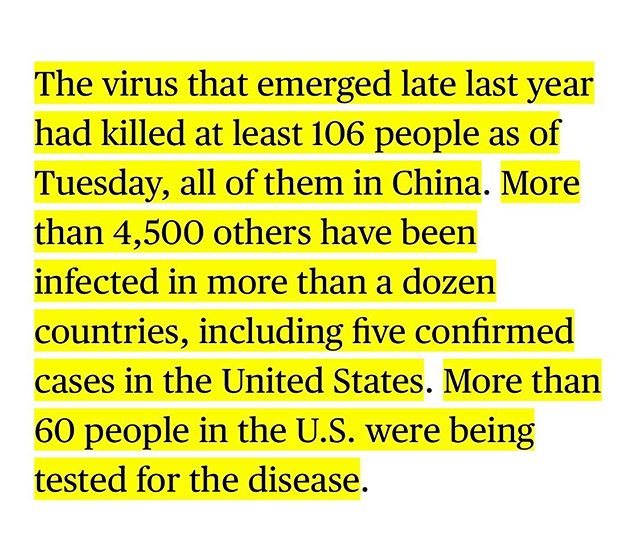 The virus that emerged late last year
had killed at least 106 people as of
Tuesday, all of them in China. More
than 4,500 others have been
infected in more than a dozen
countries, including five confirmed
cases in the United States. More than
60 people in the U.S. were being
tested for the disease.